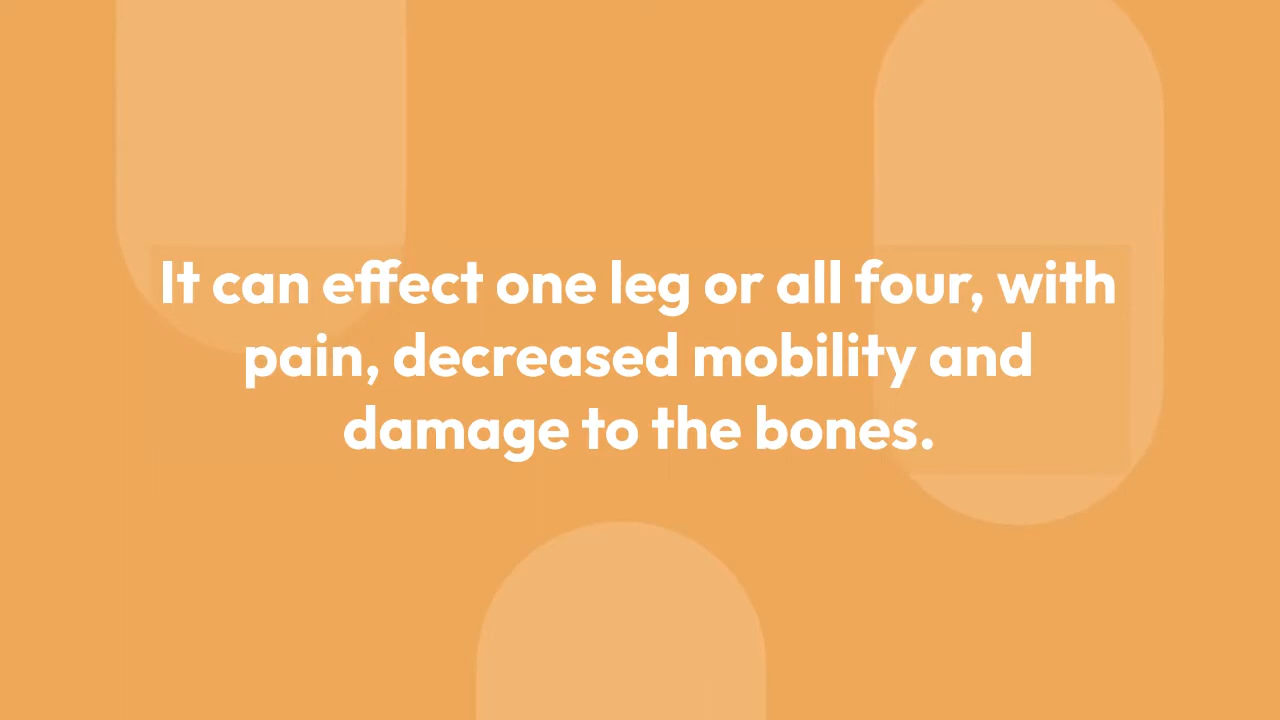 It can effect one leg or all four, with
pain, decreased mobility and
damage to the bones.